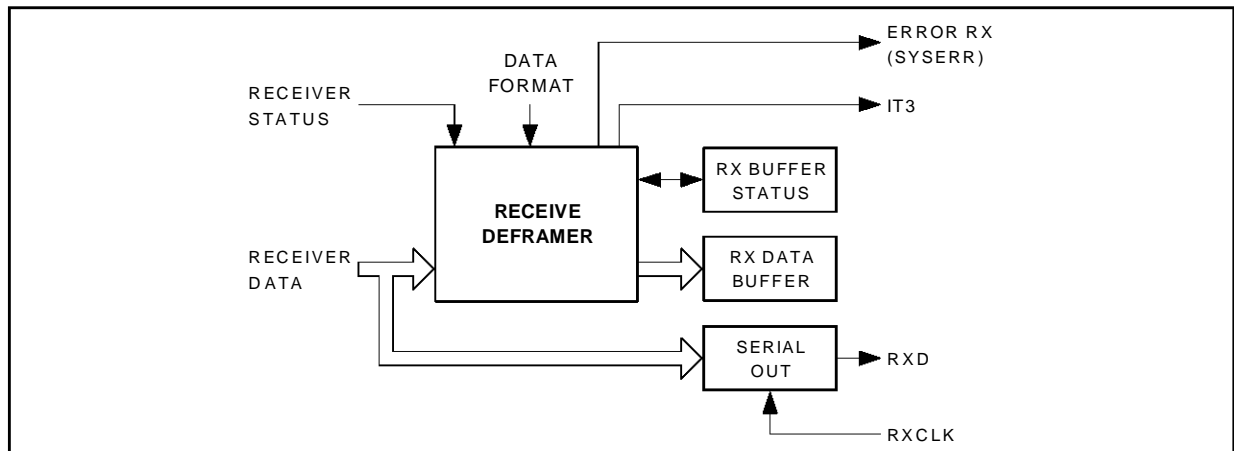 ERROR RX
(SYSERR)
DATA
FORMAT
RECEIVER
STATUS
IT3
RX BUFFER
STATUS
RECEIVE
DEFRAMER
RECEIVER
DATA
RX DATA
BUFFER
SERIAL
OUT
RXD
RXCLK